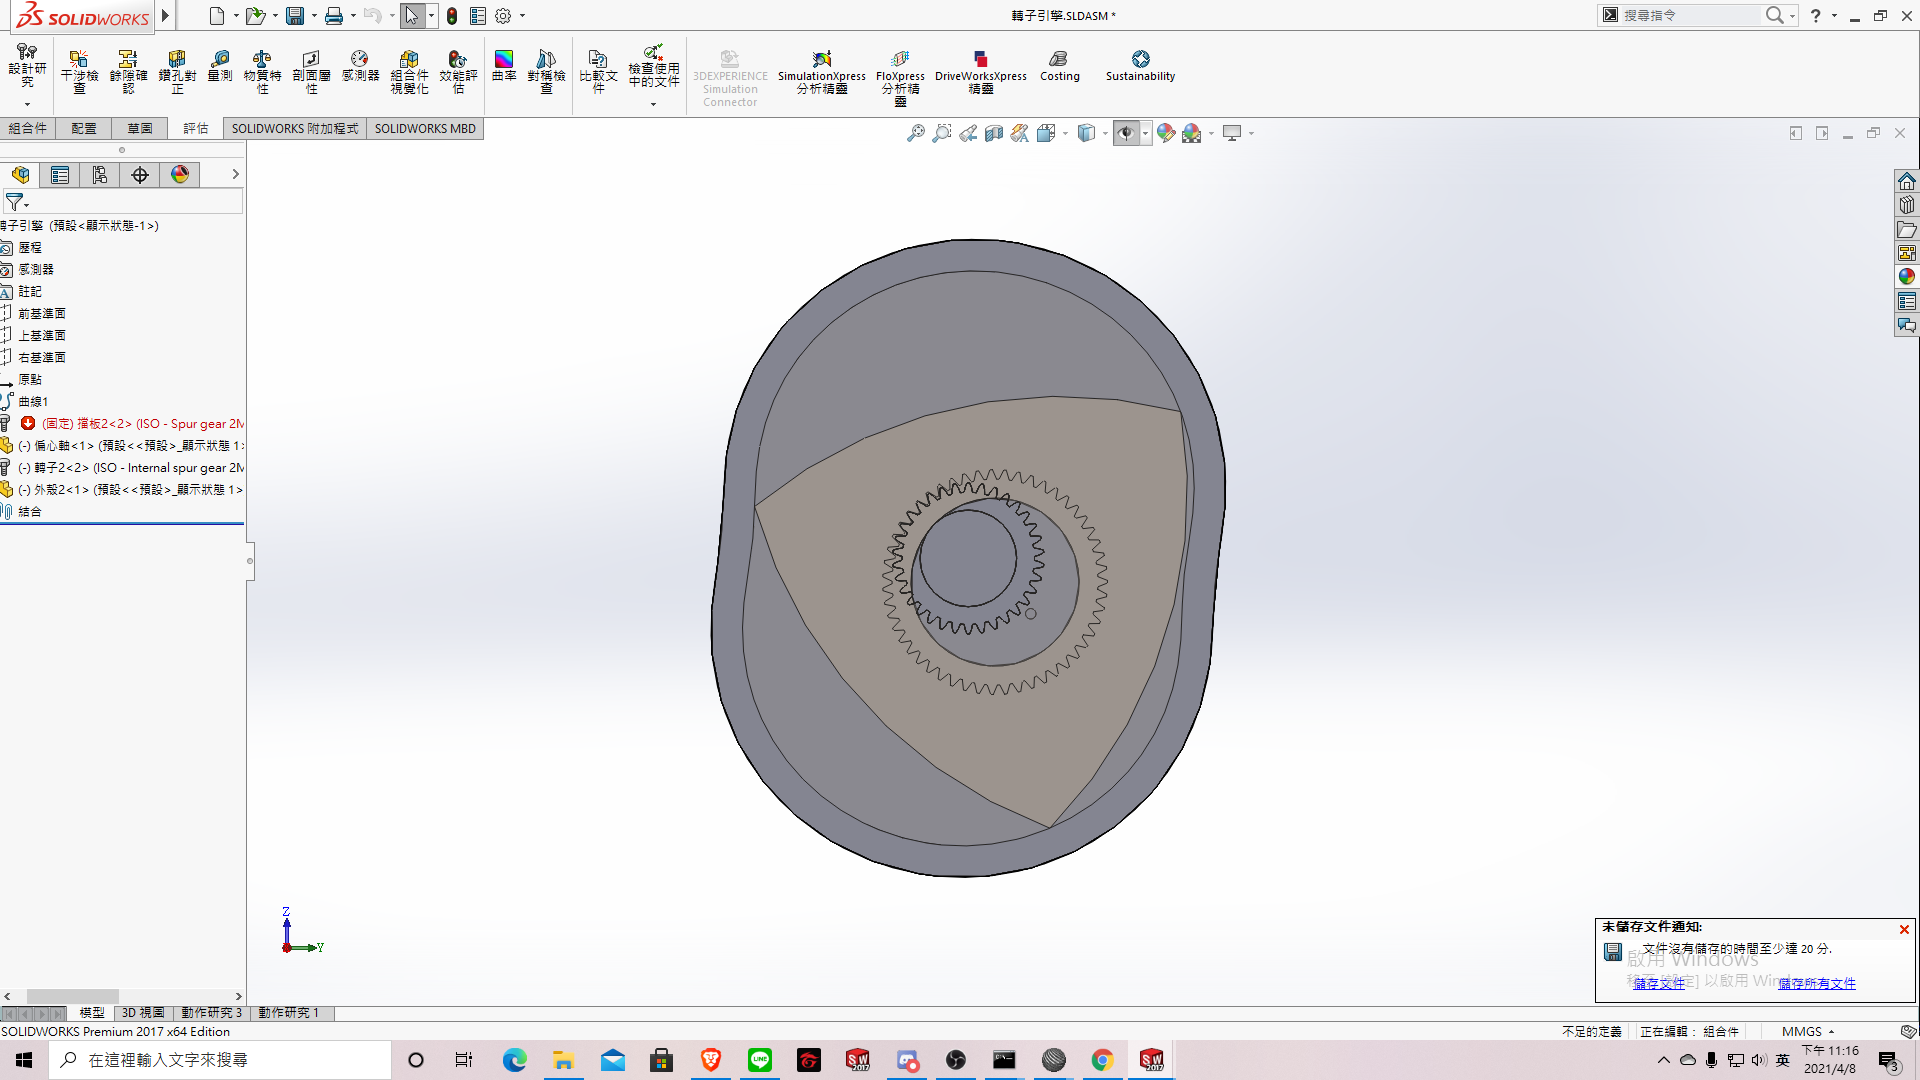 SOLIDWORKS
轉子引擎.SLDASM *
搜尋指令
設計研究
干涉檢查
餘隙確認
鑽孔對正
量測
物質特性
剖面屬性
感測器
組合件視覺化
效能評估
曲率
對稱檢查
比較文件
檢查使用中的文件
3DEXPERIENCE Simulation Connector
SimulationXpress 分析精靈
FloXpress 分析精靈
DriveWorksXpress 精靈
Costing
Sustainability
組合件
配置
草圖
評估
SOLIDWORKS 附加程式
SOLIDWORKS MBD
轉子引擎 (預設<顯示狀態-1>)
歷程
感測器
註記
前基準面
上基準面
右基準面
原點
曲線1
(固定) 擋板2<2> (ISO - Spur gear 2M
(-) 偏心軸<1> (預設<<預設>_顯示狀態 1>
(-) 轉子2<2> (ISO - Internal spur gear 2M
(-) 外殼2<1> (預設<<預設>_顯示狀態 1>
結合
Z
Y
未儲存文件通知:
文件沒有儲存的時間至少達 20 分.
啟用 Windows
儲存文件
儲存所有文件
模型
3D 視圖
動作研究 3
動作研究 1
SOLIDWORKS Premium 2017 x64 Edition
不足的定義
正在編輯： 組合件
MMGS
在這裡輸入文字來搜尋
英
下午 11:16
2021/4/8
3